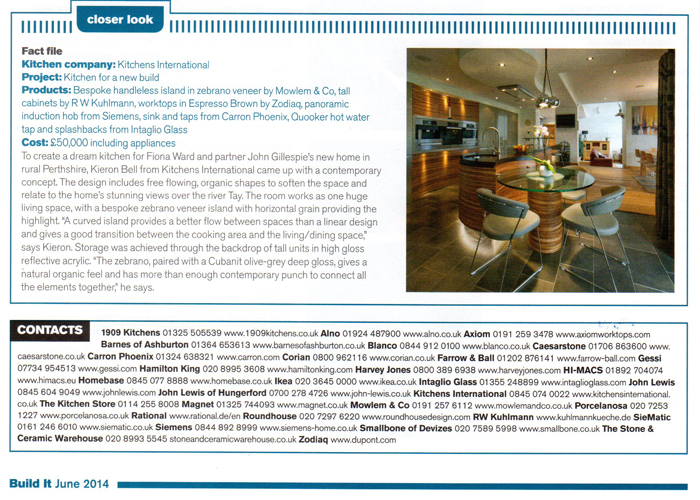 closer look
Fact file
Kitchen company: Kitchens International
Project: Kitchen for a new build
Products: Bespoke handleless island in zebrano veneer by Mowlem & Co, tall
cabinets by R W Kuhlmann, worktops in Espresso Brown by Zodiaq, panoramic
induction hob from Siemens, sink and taps from Carron Phoenix, Quooker hot water
tap and splashbacks from Intaglio Glass
Cost: £50,000 including appliances
To create a dream kitchen for Fiona Ward and partner John Gillespie's new home in
rural Perthshire, Kieron Bell from Kitchens International came up with a contemporary
concept. The design includes free flowing, organic shapes to soften the space and
relate to the home's stunning views over the river Tay. The room works as one huge
living space, with a bespoke zebrano veneer island with horizontal grain providing the
highlight. "A curved island provides a better flow between spaces than a linear design
and gives a good transition between the cooking area and the living/dining space,"
says Kieron. Storage was achieved through the backdrop of tall units in high gloss
reflective acrylic. "The zebrano, paired with a Cubanit olive-grey deep gloss, gives a
natural organic feel and has more than enough contemporary punch to connect all
the elements together," he says.
CONTACTS 1909 Kitchens 01325 505539 www.1909kitchens.co.uk Alno 01924 487900 www.alno.co.uk Axiom 0191 259 3478 www.axiomworktops.com
Barnes of Ashburton 01364 653613 www.barnesofashburton.co.uk Blanco 0844 912 0100 www.blanco.co.uk Caesarstone 01706 863600 www.
caesarstone.co.uk Carron Phoenix 01324 638321 www.carron.com Corian 0800 962116 www.corian.co.uk Farrow & Ball 01202 876141 www.farrow-ball.com Gessi
07734 954513 www.gessi.com Hamilton King 020 8995 3608 www.hamiltonking.com Harvey Jones 0800 389 6938 www.harveyjones.com HI-MACS 01892 704074
www.himacs.eu Homebase 0845 077 8888 www.homebase.co.uk Ikea 020 3645 0000 www.ikea.co.uk Intaglio Glass 01355 248899 www.intaglioglass.com John Lewis
0845 604 9049 www.johnlewis.com John Lewis of Hungerford 0700 278 4726 www.john-lewis.co.uk Kitchens International 0845 074 0022 www.kitchensinternational.
co.uk The Kitchen Store 0114 255 8008 Magnet 01325 744093 www.magnet.co.uk Mowlem & Co 0191 257 6112 www.mowlemandco.co.uk Porcelanosa 020 7253
1227 www.porcelanosa.co.uk Rational www.rational.de/en Roundhouse 020 7297 6220 www.roundhousedesign.com RW Kuhlmann www.kuhlmannkueche.de SieMatic
0161 246 6010 www.siematic.co.uk Siemens 0844 892 8999 www.siemens-home.co.uk Smallbone of Devizes 020 7589 5998 www.smallbone.co.uk The Stone &
Ceramic Warehouse 020 8993 5545 stoneandceramicwarehouse.co.uk Zodiaq www.dupont.com
Build It June 2014